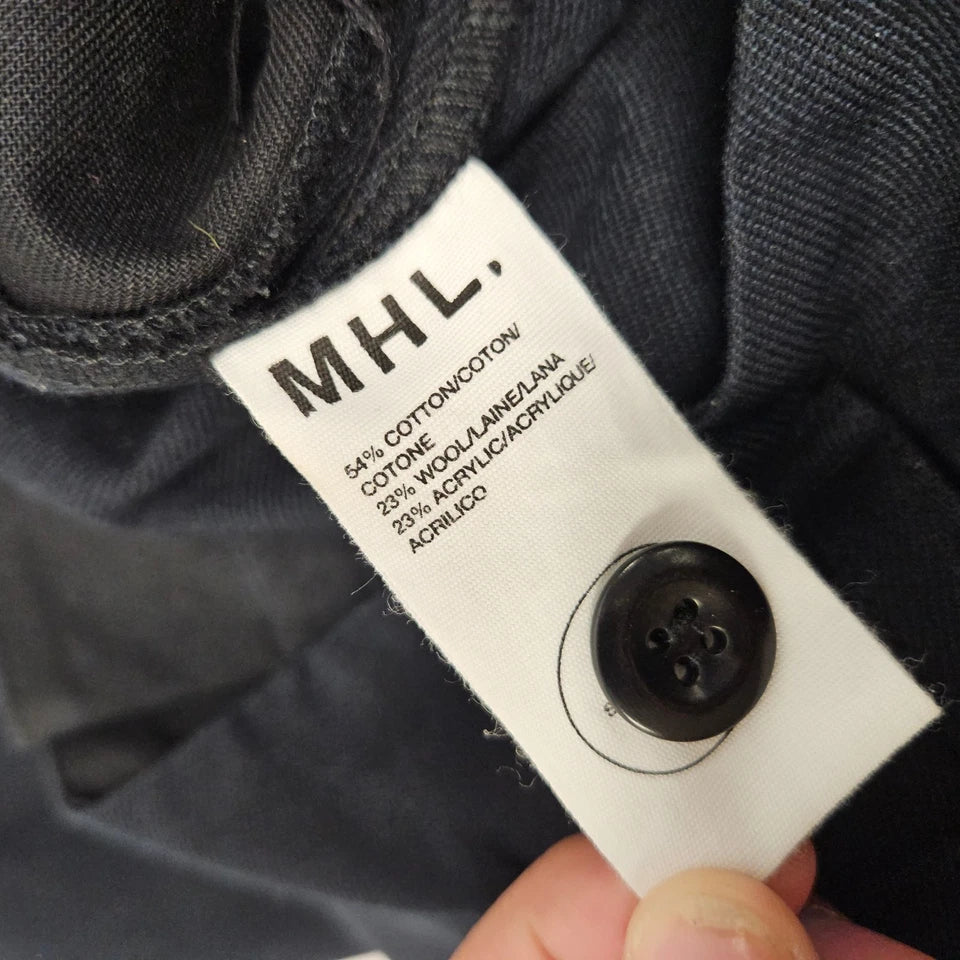 MHL.
54% COTTON/COTON/
COTONE
23% WOOL/LAINE/LANA
23% ACRYLIC/ACRYLIQUE/
ACRILICO